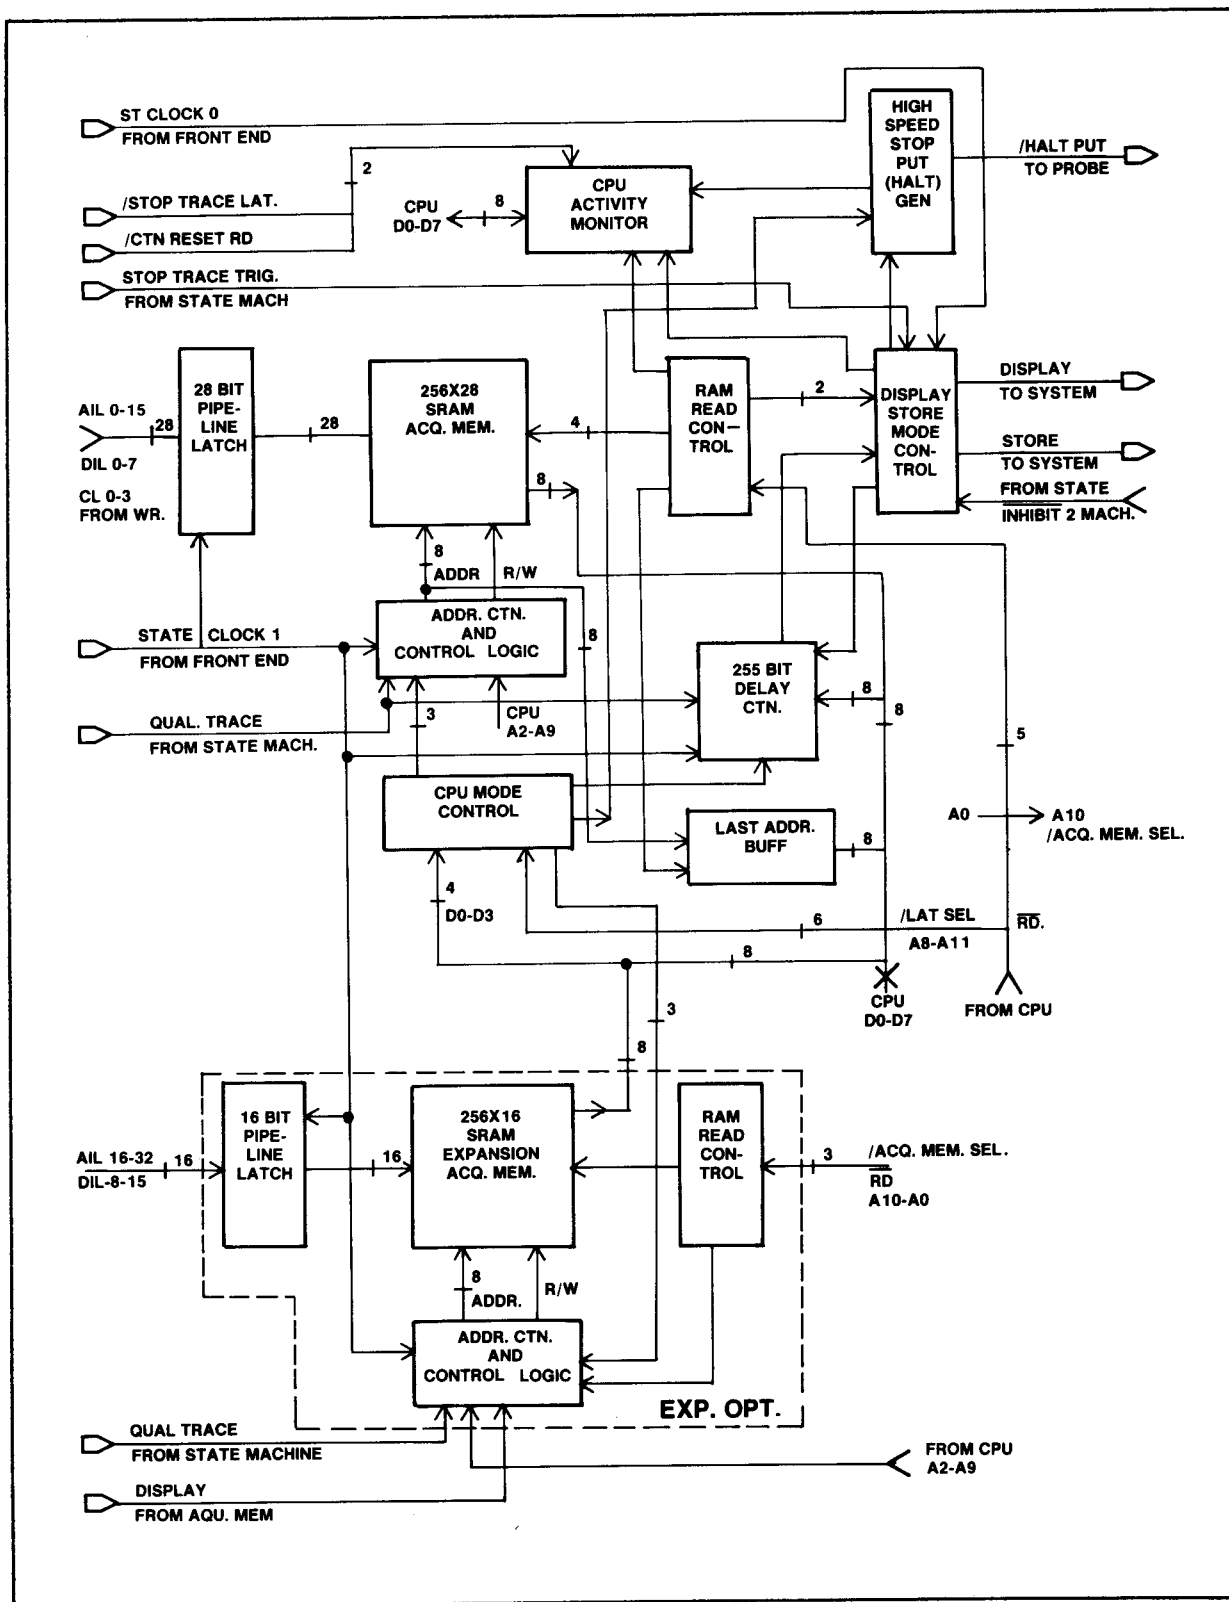 ST CLOCK 0
FROM FRONT END
HIGH
SPEED
STOP
PUT
(HALT)
GEN
/HALT PUT
TO PROBE
2
/STOP TRACE LAT.
/CTN RESET RD
CPU
D0-D7
8
CPU
ACTIVITY
MONITOR
STOP TRACE TRIG.
FROM STATE MACH
AIL 0-15
28
DIL 0-7
CL 0-3
FROM WR.
28 BIT
PIPE-
LINE
LATCH
28
256X28
SRAM
ACQ. MEM.
8
4
RAM
READ
CON-
TROL
2
DISPLAY
STORE
MODE
CON-
TROL
DISPLAY
TO SYSTEM
STORE
TO SYSTEM
FROM STATE
INHIBIT 2 MACH.
8
ADDR
R/W
STATE CLOCK 1
FROM FRONT END
ADDR. CTN.
AND
CONTROL LOGIC
8
255 BIT
DELAY
CTN.
8
8
QUAL. TRACE
FROM STATE MACH.
3
CPU
A2-A9
5
CPU MODE
CONTROL
LAST ADDR.
BUFF
8
A0
A10
/ACQ. MEM. SEL.
4
D0-D3
6
/LAT SEL
A8-A11
RD.
8
CPU
D0-D7
FROM CPU
3
8
AIL 16-32
16
DIL-8-15
16 BIT
PIPE-
LINE
LATCH
16
256X16
SRAM
EXPANSION
ACQ. MEM.
RAM
READ
CON-
TROL
3
/ACQ. MEM. SEL.
RD
A10-A0
8
ADDR.
R/W
ADDR. CTN.
AND
CONTROL LOGIC
EXP. OPT.
QUAL TRACE
FROM STATE MACHINE
FROM CPU
A2-A9
DISPLAY
FROM AQU. MEM